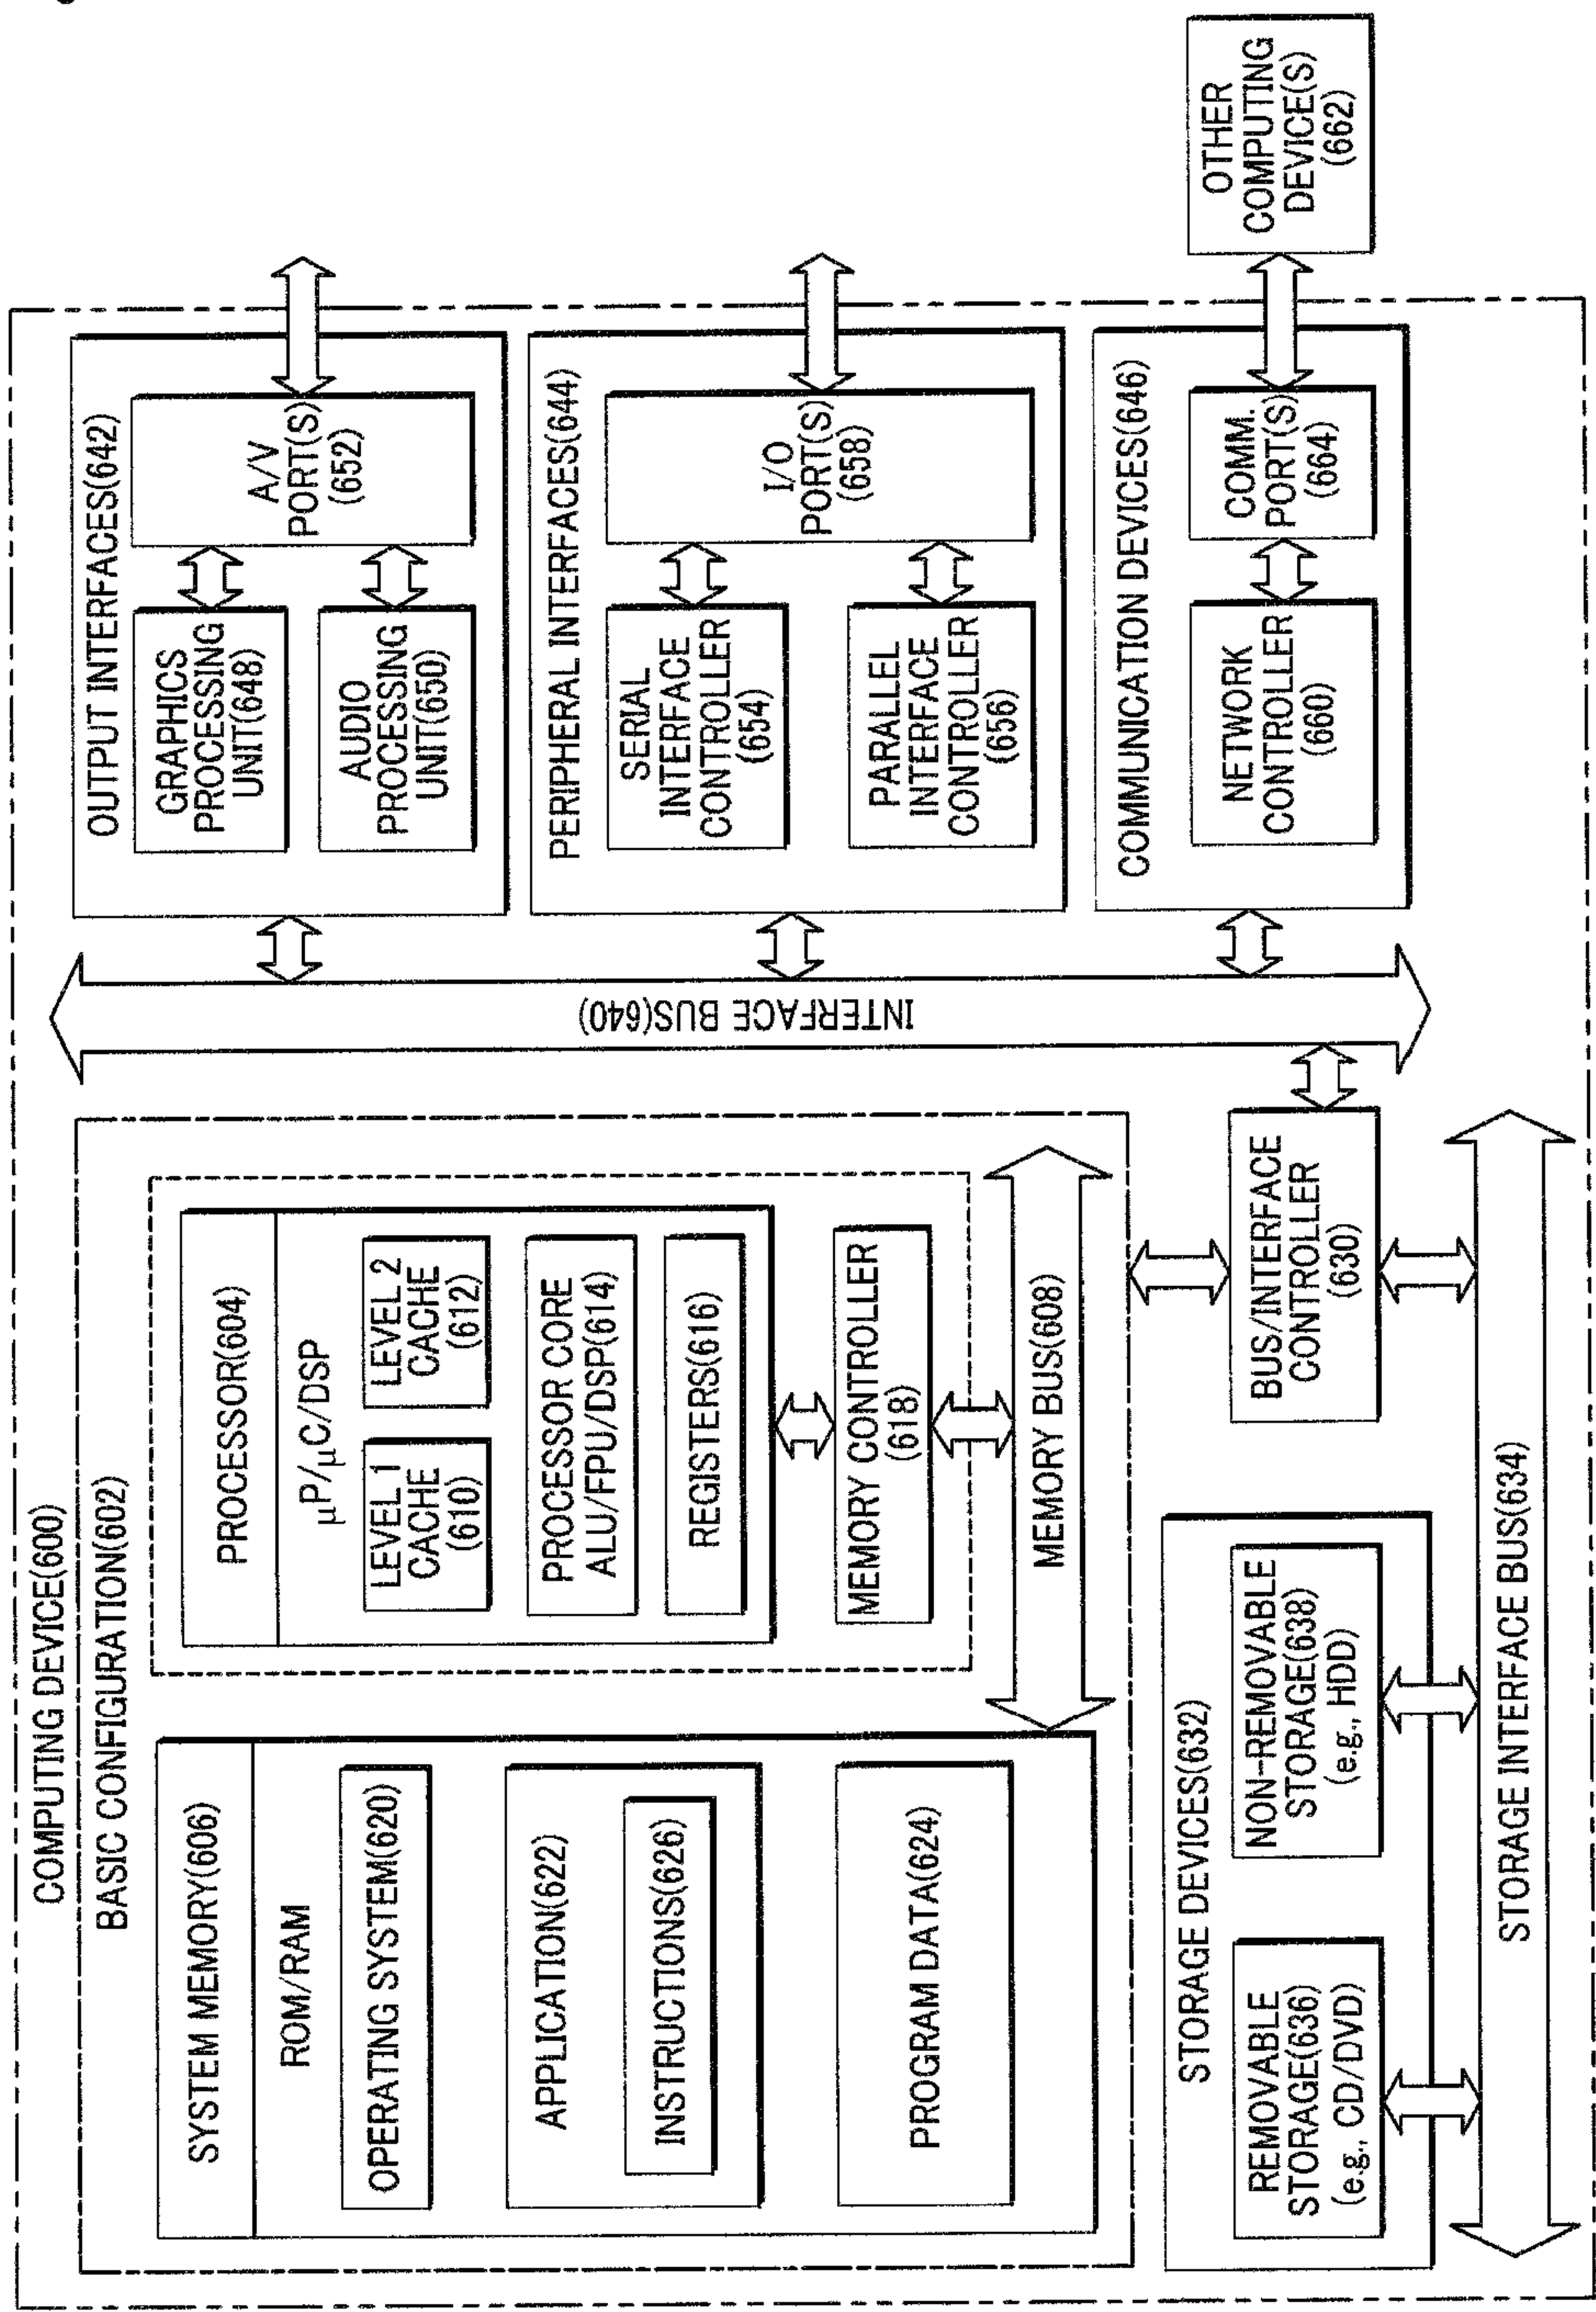 COMPUTING DEVICE(600)
BASIC CONFIGURATION(602)
SYSTEM MEMORY(606)
ROM/RAM
OPERATING SYSTEM(620)
APPLICATION(622)
INSTRUCTIONS(626)
PROGRAM DATA(624)
PROCESSOR(604)
μP/μC/DSP
LEVEL 1
CACHE
(610)
LEVEL 2
CACHE
(612)
PROCESSOR CORE
ALU/FPU/DSP(614)
REGISTERS(616)
MEMORY CONTROLLER
(618)
MEMORY BUS(608)
BUS/INTERFACE
CONTROLLER
(630)
STORAGE DEVICES(632)
REMOVABLE
STORAGE(636)
(e.g., CD/DVD)
NON-REMOVABLE
STORAGE(638)
(e.g., HDD)
STORAGE INTERFACE BUS(634)
INTERFACE BUS(640)
OUTPUT INTERFACES(642)
GRAPHICS
PROCESSING
UNIT(648)
AUDIO
PROCESSING
UNIT(650)
A/V
PORT(S)
(652)
PERIPHERAL INTERFACES(644)
SERIAL
INTERFACE
CONTROLLER
(654)
PARALLEL
INTERFACE
CONTROLLER
(656)
I/O
PORT(S)
(658)
COMMUNICATION DEVICES(646)
NETWORK
CONTROLLER
(660)
COMM.
PORT(S)
(664)
OTHER
COMPUTING
DEVICE(S)
(662)